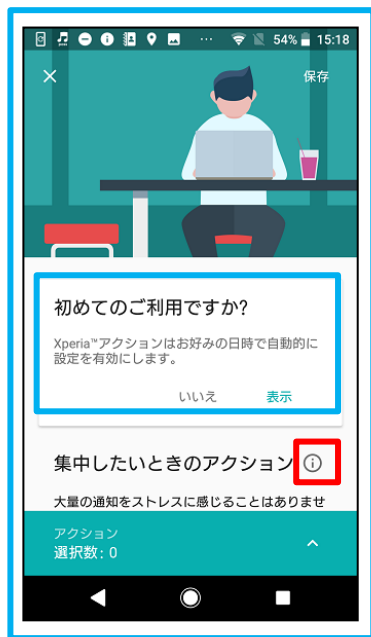 54% 15:18
保存
初めてのご利用ですか?
Xperia™アクションはお好みの日時で自動的に
設定を有効にします。
いいえ 表示
集中したいときのアクション
大量の通知をストレスに感じることはありませ
アクション
選択数: 0